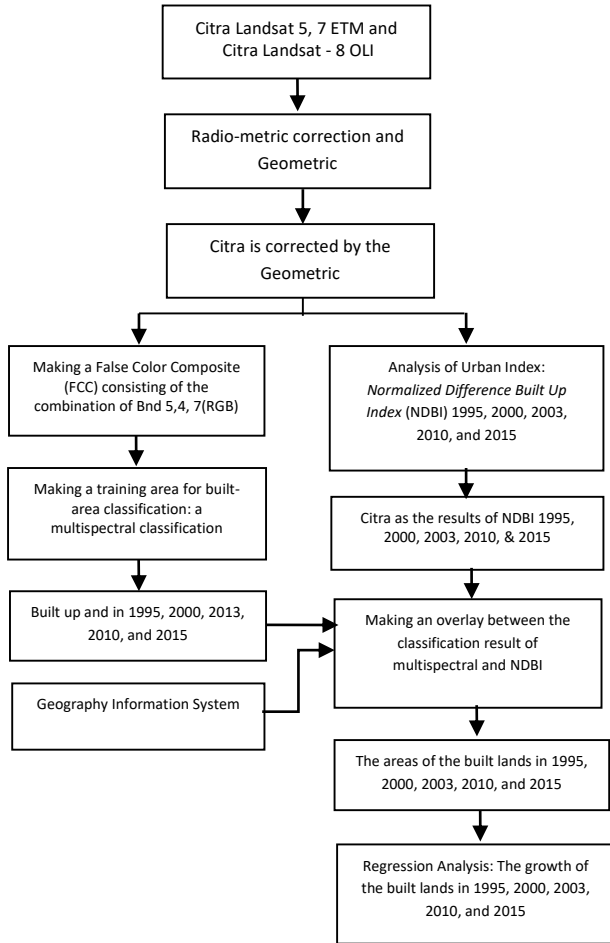 Citra Landsat 5, 7 ETM and
Citra Landsat - 8 OLI
Radio-metric correction and
Geometric
Citra is corrected by the
Geometric
Making a False Color Composite
(FCC) consisting of the
combination of Bnd 5,4, 7(RGB)
Analysis of Urban Index:
Normalized Difference Built Up
Index (NDBI) 1995, 2000, 2003,
2010, and 2015
Making a training area for built-
area classification: a
multispectral classification
Citra as the results of NDBI 1995,
2000, 2003, 2010, & 2015
Built up and in 1995, 2000, 2013,
2010, and 2015
Making an overlay between the
classification result of
multispectral and NDBI
Geography Information System
The areas of the built lands in 1995,
2000, 2003, 2010, and 2015
Regression Analysis: The growth of
the built lands in 1995, 2000, 2003,
2010, and 2015